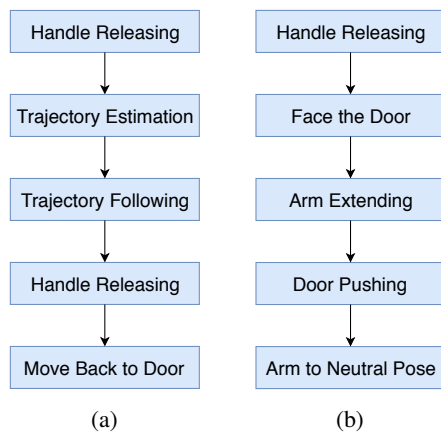 Handle Releasing
Trajectory Estimation
Trajectory Following
Handle Releasing
Move Back to Door
(a)
Handle Releasing
Face the Door
Arm Extending
Door Pushing
Arm to Neutral Pose
(b)